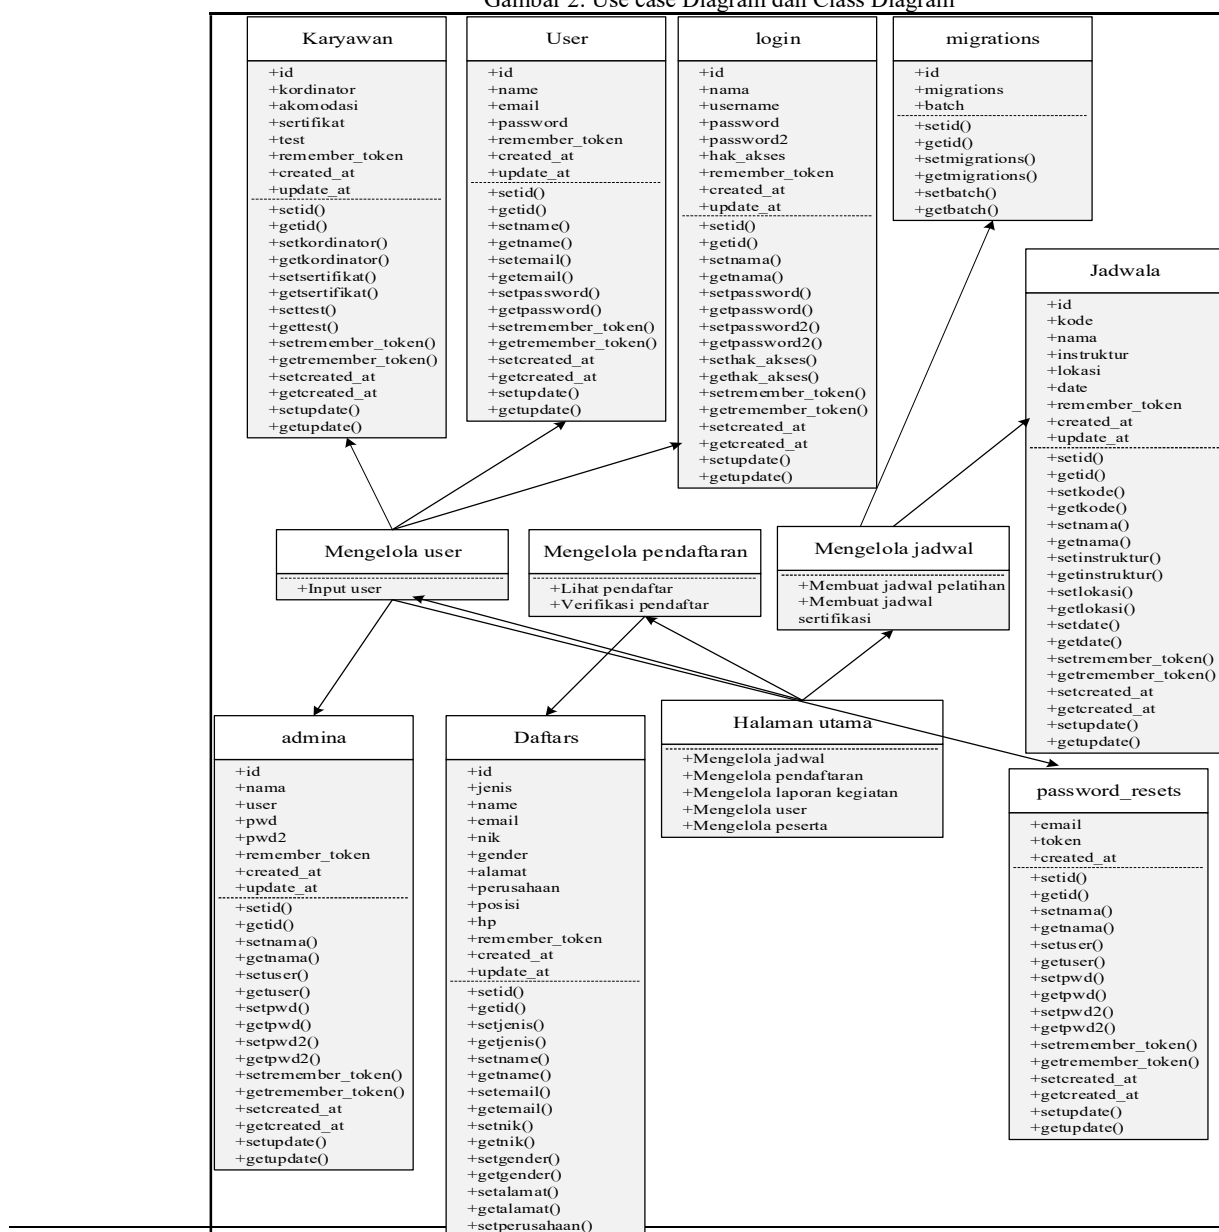 Gambar 2. Use case Diagram dan Class Diagram
Karyawan
+id
+kordinator
+akomodasi
+sertifikat
+test
+remember_token
+created_at
+update_at
+setid()
+getid()
+setkordinator()
+getkordinator()
+setsertifikat()
+getsertifikat()
+settest()
+gettest()
+setremember_token()
+getremember_token()
+setcreated_at
+getcreated_at
+setupdate()
+getupdate()
User
+id
+name
+email
+password
+remember_token
+created_at
+update_at
+setid()
+getid()
+setname()
+getname()
+setemail()
+getemail()
+setpassword()
+getpassword()
+setremember_token()
+getremember_token()
+setcreated_at
+getcreated_at
+setupdate()
+getupdate()
login
+id
+nama
+username
+password
+password2
+hak_akses
+remember_token
+created_at
+update_at
+setid()
+getid()
+setnama()
+getnama()
+setpassword()
+getpassword()
+setpassword2()
+getpassword2()
+sethak_akses()
+gethak_akses()
+setremember_token()
+getremember_token()
+setcreated_at
+getcreated_at
+setupdate()
+getupdate()
migrations
+id
+migrations
+batch
+setid()
+getid()
+setmigrations()
+getmigrations()
+setbatch()
+getbatch()
Jadwala
+id
+kode
+nama
+instruktur
+lokasi
+date
+remember_token
+created_at
+update_at
+setid()
+getid()
+setkode()
+getkode()
+setnama()
+getnama()
+setinstruktur()
+getinstruktur()
+setlokasi()
+getlokasi()
+setdate()
+getdate()
+setremember_token()
+getremember_token()
+setcreated_at
+getcreated_at
+setupdate()
+getupdate()
Mengelola user
+Input user
Mengelola pendaftaran
+Lihat pendaftar
+Verifikasi pendaftar
Mengelola jadwal
+Membuat jadwal pelatihan
+Membuat jadwal
sertifikasi
admina
+id
+nama
+user
+pwd
+pwd2
+remember_token
+created_at
+update_at
+setid()
+getid()
+setnama()
+getnama()
+setuser()
+getuser()
+setpwd()
+getpwd()
+setpwd2()
+getpwd2()
+setremember_token()
+getremember_token()
+setcreated_at
+getcreated_at
+setupdate()
+getupdate()
Daftars
+id
+jenis
+name
+email
+nik
+gender
+alamat
+perusahaan
+posisi
+hp
+remember_token
+created_at
+update_at
+setid()
+getid()
+setjenis()
+getjenis()
+setname()
+getname()
+setemail()
+getemail()
+setnik()
+getnik()
+setgender()
+getgender()
+setalamat()
+getalamat()
+setperusahaan()
Halaman utama
+Mengelola jadwal
+Mengelola pendaftaran
+Mengelola laporan kegiatan
+Mengelola user
+Mengelola peserta
password_resets
+email
+token
+created_at
+setid()
+getid()
+setnama()
+getnama()
+setuser()
+getuser()
+setpwd()
+getpwd()
+setpwd2()
+getpwd2()
+setremember_token()
+getremember_token()
+setcreated_at
+getcreated_at
+setupdate()
+getupdate()